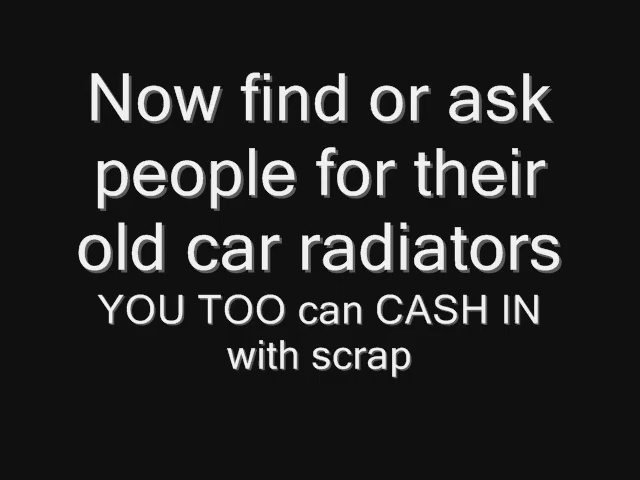 Now find or ask
people for their
old car radiators
YOU TOO can CASH IN
with scrap